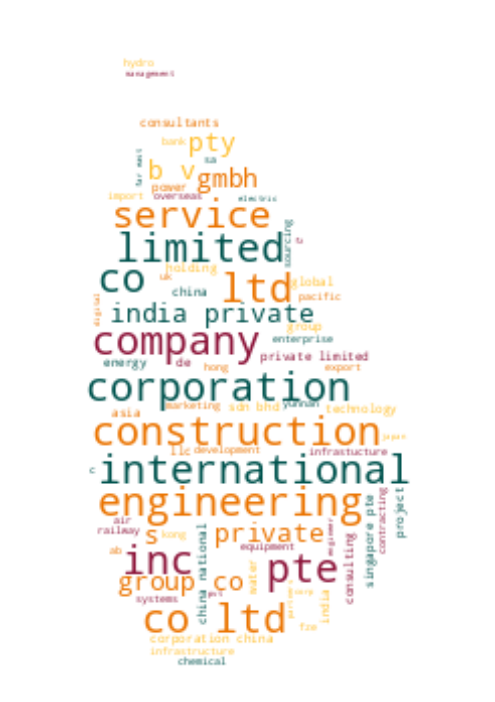 hydro
management
consultants
bank pty
far east sa
b v gmbh
power
import overseas electric
service
limited sourcing
holding
co uk ltd global
china pacific
digital
india private
group
company enterprise
private limited
energy de hong export
corporation
marketing sdn bhd yunnan technology
asia
construction japan
llc development infrastucture
c international
engineering
air
railway s kong private engineer
china national equipment consulting singapore pte contracting project
ab inc pte
group co water india
systems pvt partners corp
co ltd fze
corporation china
infrastructure
chemical